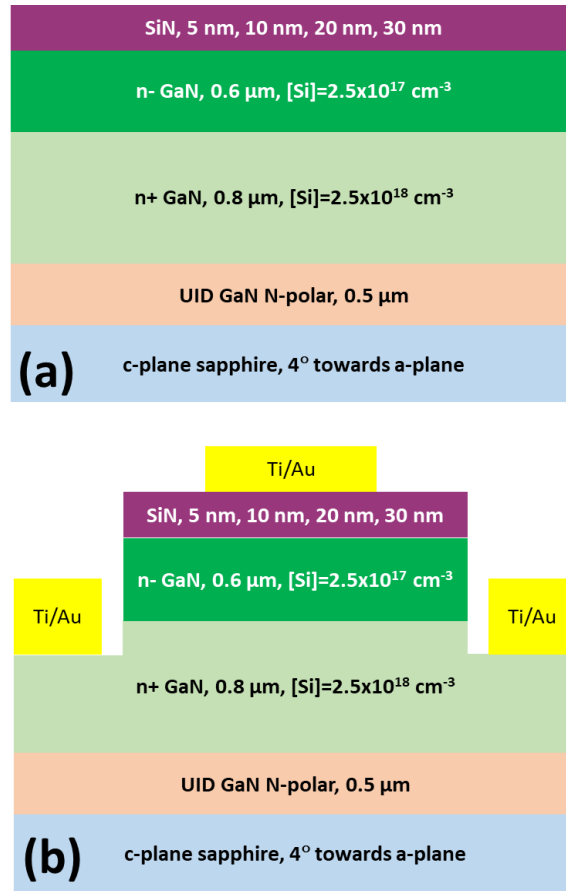 SiN, 5 nm, 10 nm, 20 nm, 30 nm
n- GaN, 0.6 µm, [Si]=2.5x10¹⁷ cm⁻³
n+ GaN, 0.8 µm, [Si]=2.5x10¹⁸ cm⁻³
UID GaN N-polar, 0.5 µm
(a) c-plane sapphire, 4° towards a-plane
Ti/Au
SiN, 5 nm, 10 nm, 20 nm, 30 nm
n- GaN, 0.6 µm, [Si]=2.5x10¹⁷ cm⁻³
Ti/Au Ti/Au
n+ GaN, 0.8 µm, [Si]=2.5x10¹⁸ cm⁻³
UID GaN N-polar, 0.5 µm
(b) c-plane sapphire, 4° towards a-plane